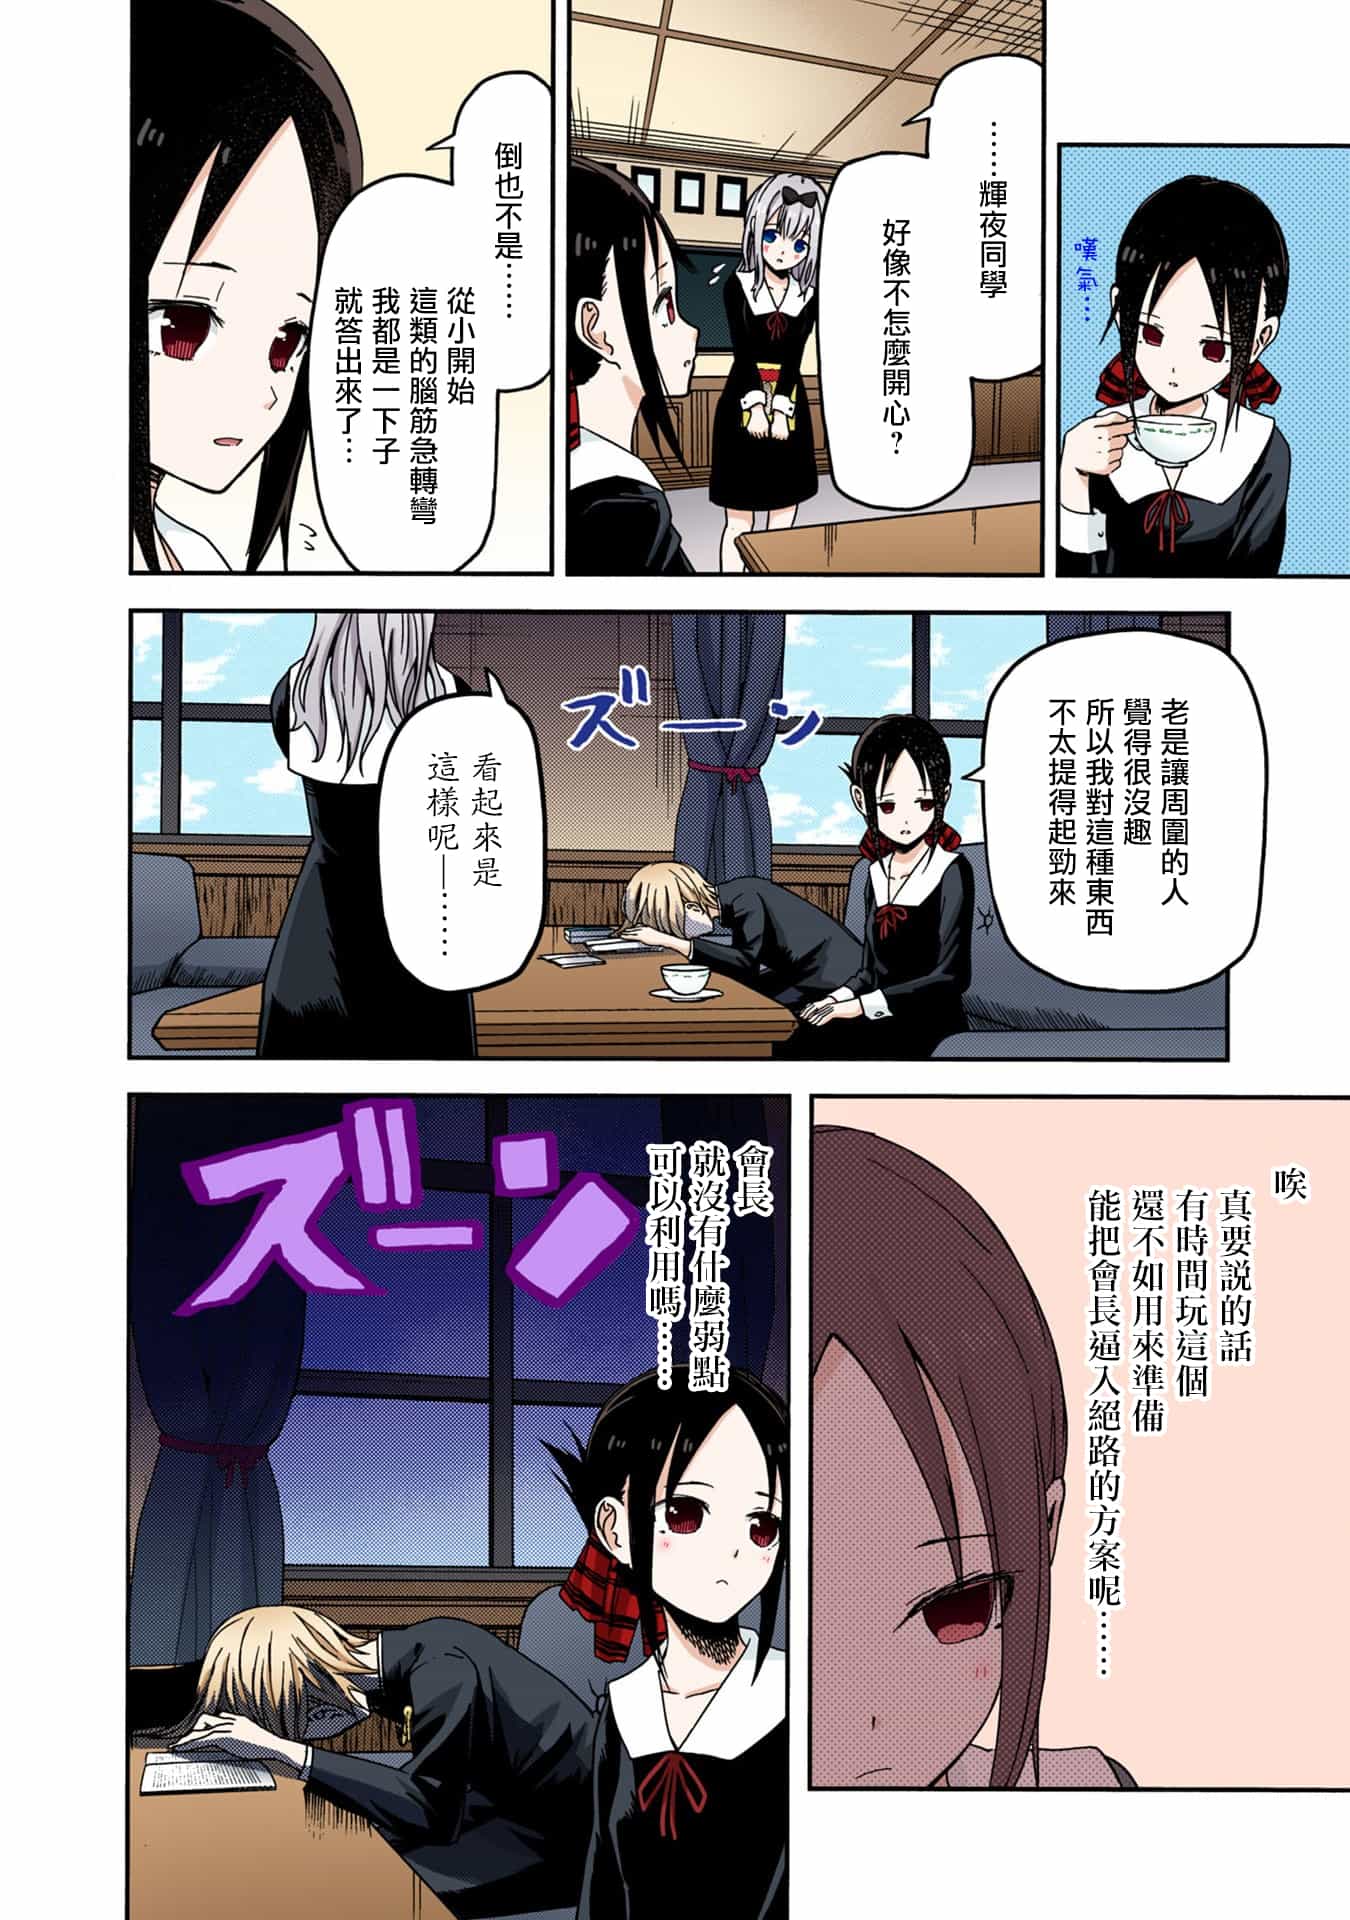 嘆氣…
……輝夜同學
好像不怎麼開心?
倒也不是……
從小開始
這類的腦筋急轉彎
我都是一下子
就答出來了…
老是讓周圍的人
覺得很沒趣
所以我對這種東西
不太提得起勁來
ズーン
看起來是
這樣呢─……
唉
真要説的話
有時間玩這個
還不如用來準備
能把會長逼入絕路的方案呢……
會長
就沒有什麼弱點
可以利用嗎……
ズーン